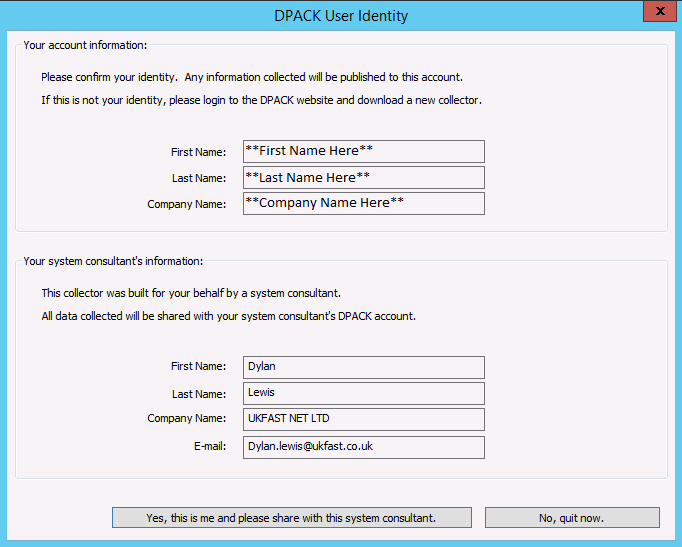 DPACK User Identity
x
Your account information:
Please confirm your identity. Any information collected will be published to this account.
If this is not your identity, please login to the DPACK website and download a new collector.
First Name: **First Name Here**
Last Name: **Last Name Here**
Company Name: **Company Name Here**
Your system consultant's information:
This collector was built for your behalf by a system consultant.
All data collected will be shared with your system consultant's DPACK account.
First Name: Dylan
Last Name: Lewis
Company Name: UKFAST NET LTD
E-mail: Dylan.lewis@ukfast.co.uk
Yes, this is me and please share with this system consultant. No, quit now.